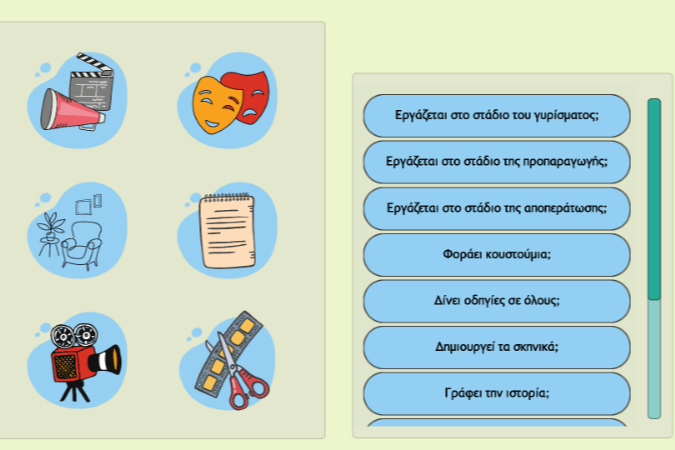 Εργάζεται στο στάδιο του γυρίσματος;
Εργάζεται στο στάδιο της προπαραγωγής;
Εργάζεται στο στάδιο της αποπεράτωσης;
Φοράει κουστούμια;
Δίνει οδηγίες σε όλους;
Δημιουργεί τα σκηνικά;
Γράφει την ιστορία;